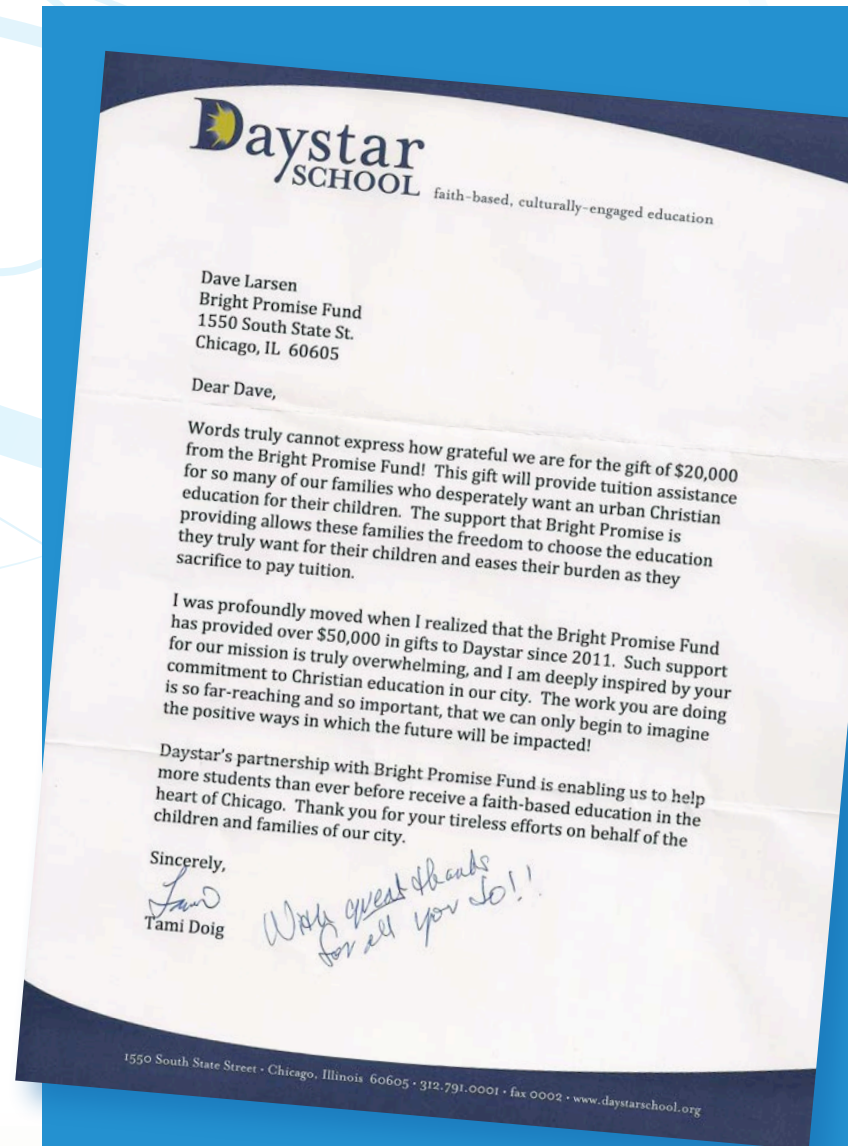 Daystar
SCHOOL faith-based, culturally-engaged education
Dave Larsen
Bright Promise Fund
1550 South State St.
Chicago, IL 60605
Dear Dave,
Words truly cannot express how grateful we are for the gift of $20,000
from the Bright Promise Fund! This gift will provide tuition assistance
for so many of our families who desperately want an urban Christian
education for their children. The support that Bright Promise is
providing allows these families the freedom to choose the education
they truly want for their children and eases their burden as they
sacrifice to pay tuition.
I was profoundly moved when I realized that the Bright Promise Fund
has provided over $50,000 in gifts to Daystar since 2011. Such support
for our mission is truly overwhelming, and I am deeply inspired by your
commitment to Christian education in our city. The work you are doing
is so far-reaching and so important, that we can only begin to imagine
the positive ways in which the future will be impacted!
Daystar's partnership with Bright Promise Fund is enabling us to help
more students than ever before receive a faith-based education in the
heart of Chicago. Thank you for your tireless efforts on behalf of the
children and families of our city.
Sincerely,
Tami
Tami Doig
With great thanks
for all you do!!
1550 South State Street · Chicago, Illinois 60605 · 312.791.0001 · fax 0002 · www.daystarschool.org